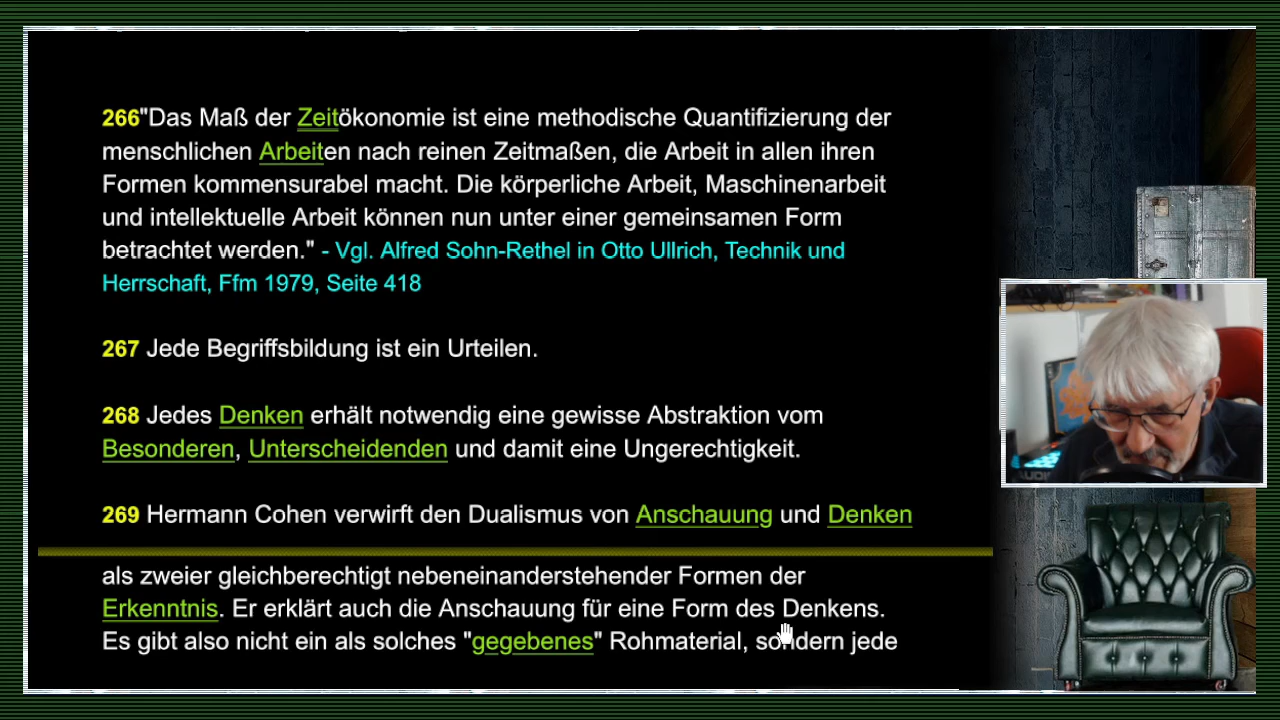 266"Das Maß der Zeitökonomie ist eine methodische Quantifizierung der
menschlichen Arbeiten nach reinen Zeitmaßen, die Arbeit in allen ihren
Formen kommensurabel macht. Die körperliche Arbeit, Maschinenarbeit
und intellektuelle Arbeit können nun unter einer gemeinsamen Form
betrachtet werden." - Vgl. Alfred Sohn-Rethel in Otto Ullrich, Technik und
Herrschaft, Ffm 1979, Seite 418
267 Jede Begriffsbildung ist ein Urteilen.
268 Jedes Denken erhält notwendig eine gewisse Abstraktion vom
Besonderen, Unterscheidenden und damit eine Ungerechtigkeit.
269 Hermann Cohen verwirft den Dualismus von Anschauung und Denken
als zweier gleichberechtigt nebeneinanderstehender Formen der
Erkenntnis. Er erklärt auch die Anschauung für eine Form des Denkens.
Es gibt also nicht ein als solches "gegebenes" Rohmaterial, sondern jede